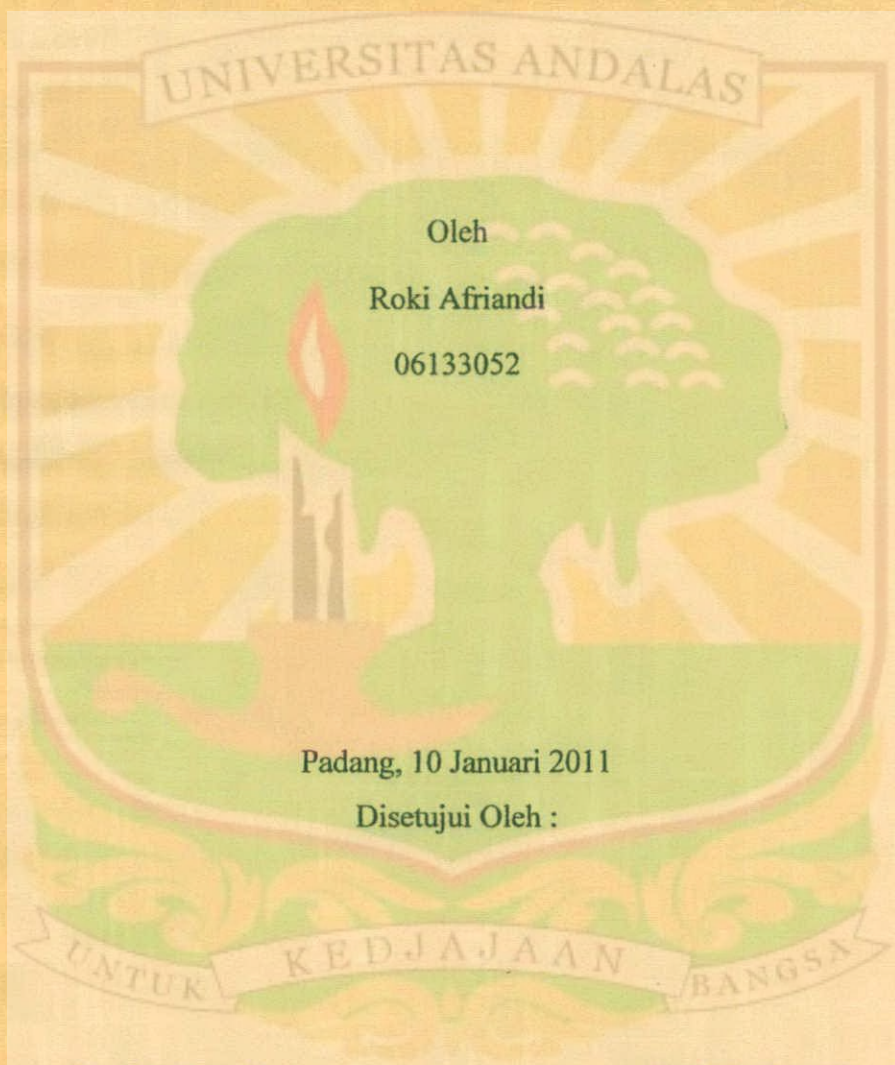 UNIVERSITAS ANDALAS
Oleh
Roki Afriandi
06133052
Padang, 10 Januari 2011
Disetujui Oleh :
UNTUK KEDJAJAAN BANGSA